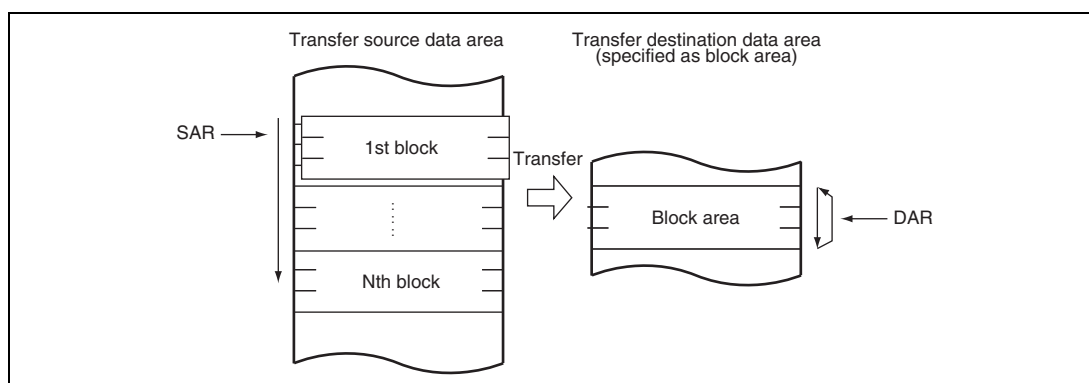 Transfer source data area
Transfer destination data area
(specified as block area)
SAR
1st block
Transfer
Block area
DAR
Nth block